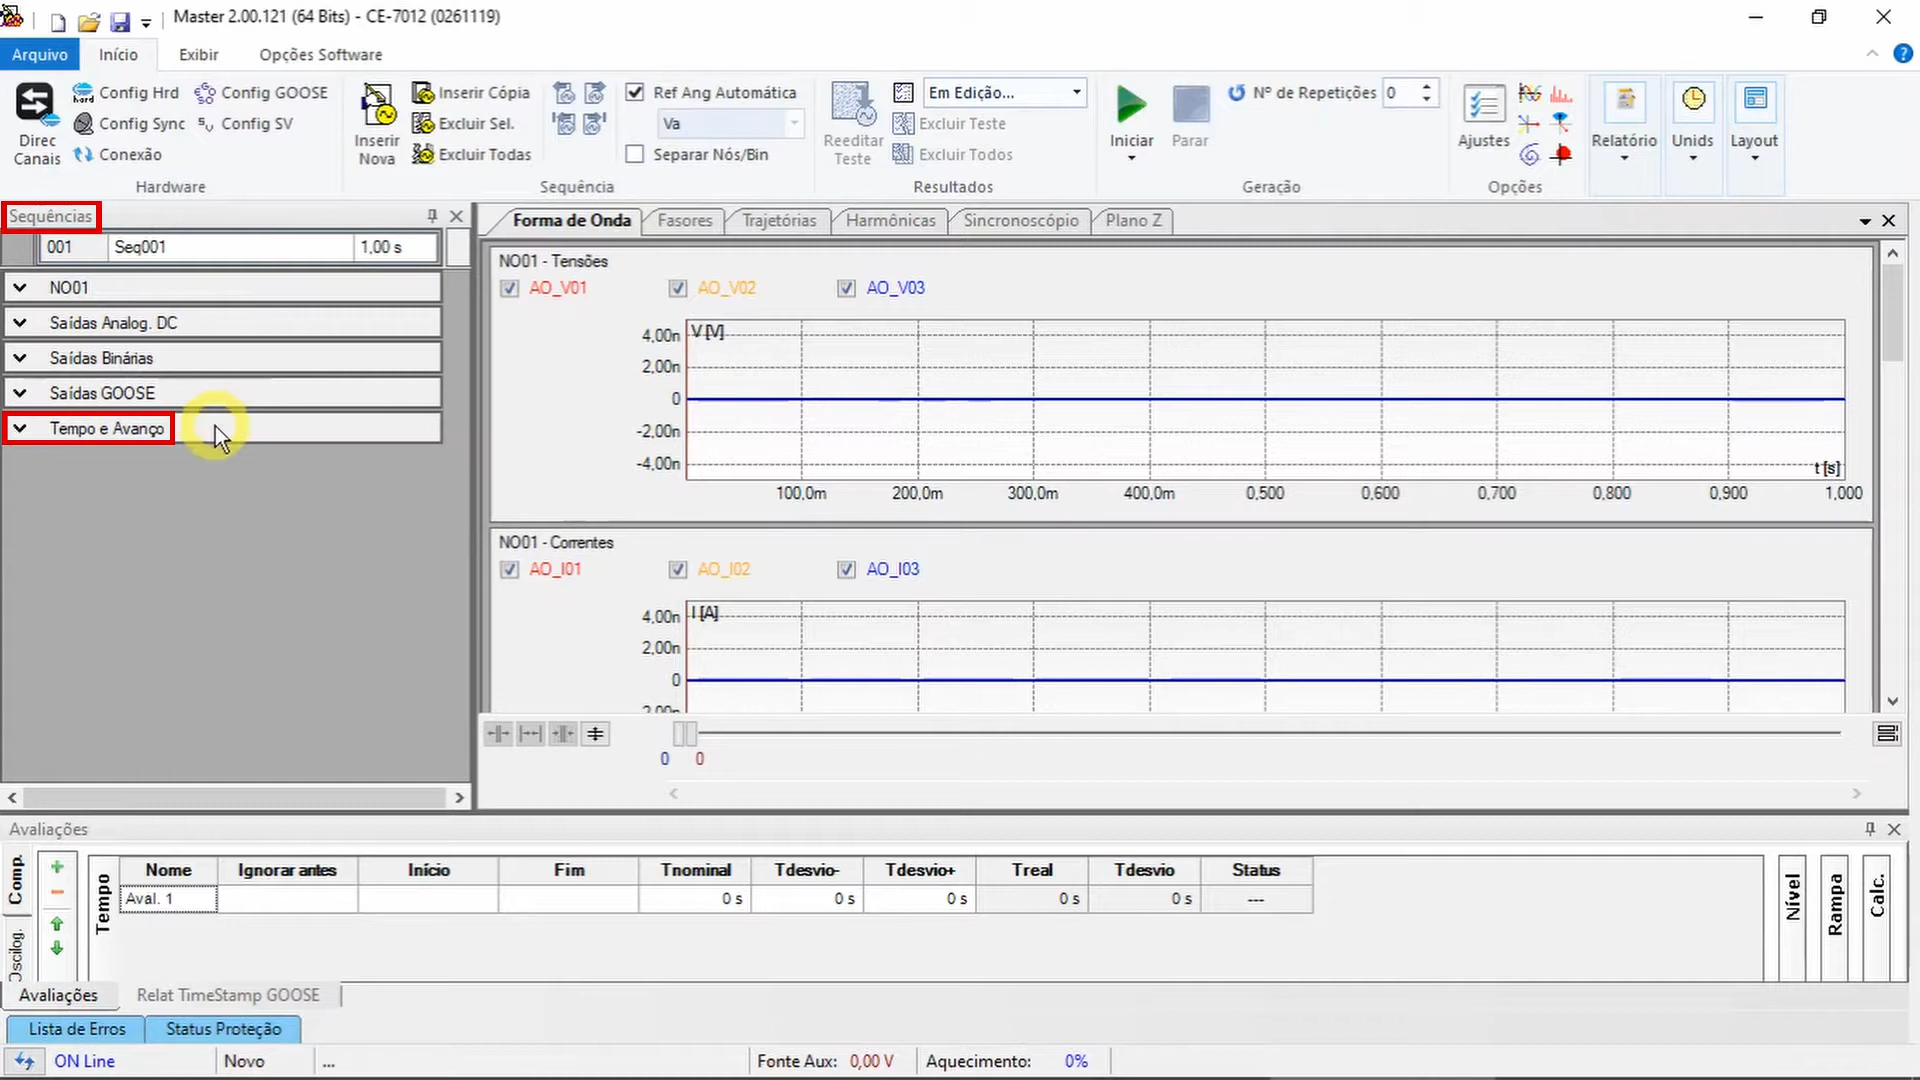 Master 2.00.121 (64 Bits) - CE-7012 (0261119)
Arquivo Início Exibir Opções Software
Direc Canais
Config Hrd Config GOOSE
Config Sync Config SV
Conexão
Hardware
Inserir Nova
Inserir Cópia
Excluir Sel.
Excluir Todas
Ref Ang Automática
Va
Separar Nós/Bin
Sequência
Reeditar Teste
Em Edição...
Excluir Teste
Excluir Todos
Resultados
Iniciar
Parar
Nº de Repetições 0
Geração
Ajustes
Opções
Relatório
Unids
Layout
Sequências
001 Seq001 1,00 s
NO01
Saídas Analog. DC
Saídas Binárias
Saídas GOOSE
Tempo e Avanço
Forma de Onda Fasores Trajetórias Harmônicas Sincronoscópio Plano Z
NO01 - Tensões
AO_V01 AO_V02 AO_V03
V [V]
4,00n
2,00n
0
-2,00n
-4,00n
t [s]
100,0m 200,0m 300,0m 400,0m 0,500 0,600 0,700 0,800 0,900 1,000
NO01 - Correntes
AO_I01 AO_I02 AO_I03
I [A]
4,00n
2,00n
0
0 0
Avaliações
Comp.
Oscilog.
Tempo
Nome Ignorar antes Início Fim Tnominal Tdesvio- Tdesvio+ Treal Tdesvio Status
Aval. 1 0 s 0 s 0 s 0 s 0 s ---
Nível
Rampa
Calc.
Avaliações Relat TimeStamp GOOSE
Lista de Erros Status Proteção
ON Line Novo ... Fonte Aux: 0,00 V Aquecimento: 0%